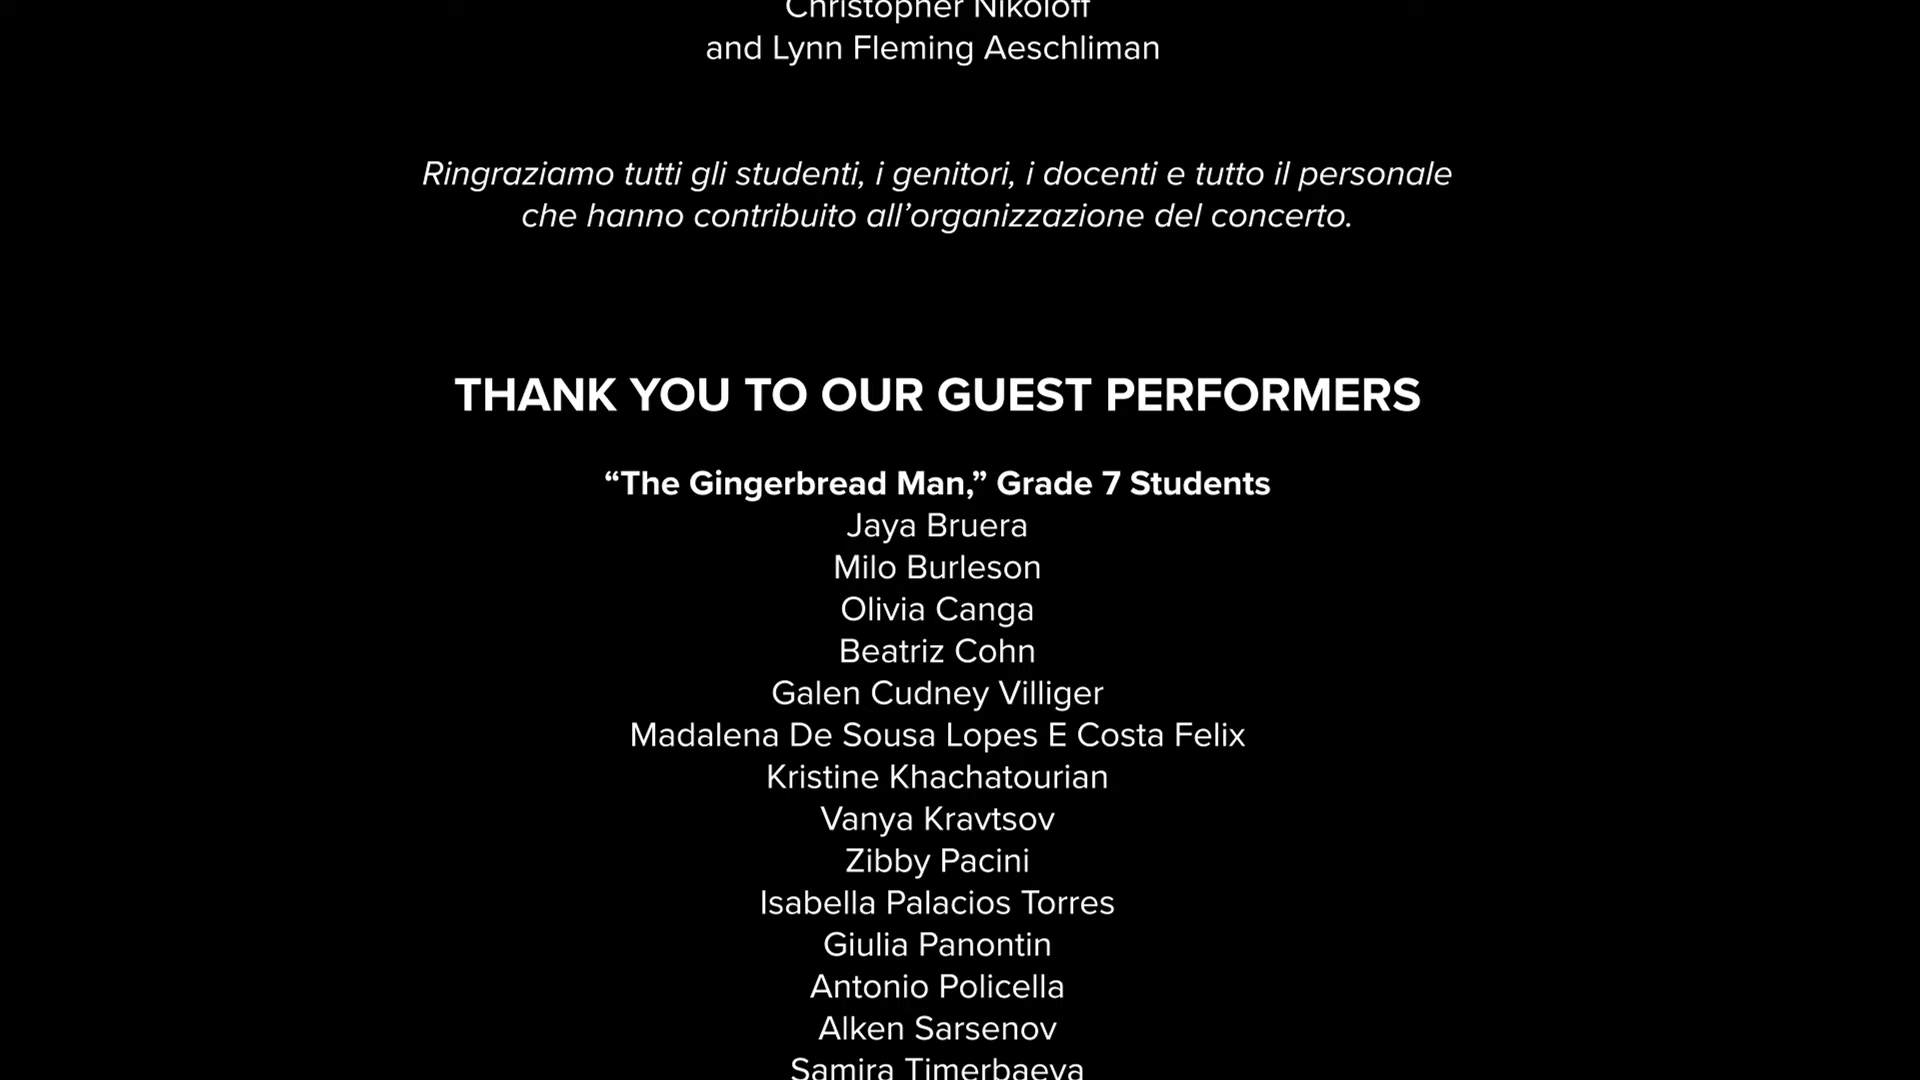 Christopher Nikoloff
and Lynn Fleming Aeschliman
Ringraziamo tutti gli studenti, i genitori, i docenti e tutto il personale
che hanno contribuito all’organizzazione del concerto.
THANK YOU TO OUR GUEST PERFORMERS
“The Gingerbread Man,” Grade 7 Students
Jaya Bruera
Milo Burleson
Olivia Canga
Beatriz Cohn
Galen Cudney Villiger
Madalena De Sousa Lopes E Costa Felix
Kristine Khachatourian
Vanya Kravtsov
Zibby Pacini
Isabella Palacios Torres
Giulia Panontin
Antonio Policella
Alken Sarsenov
Samira Timerbaeva